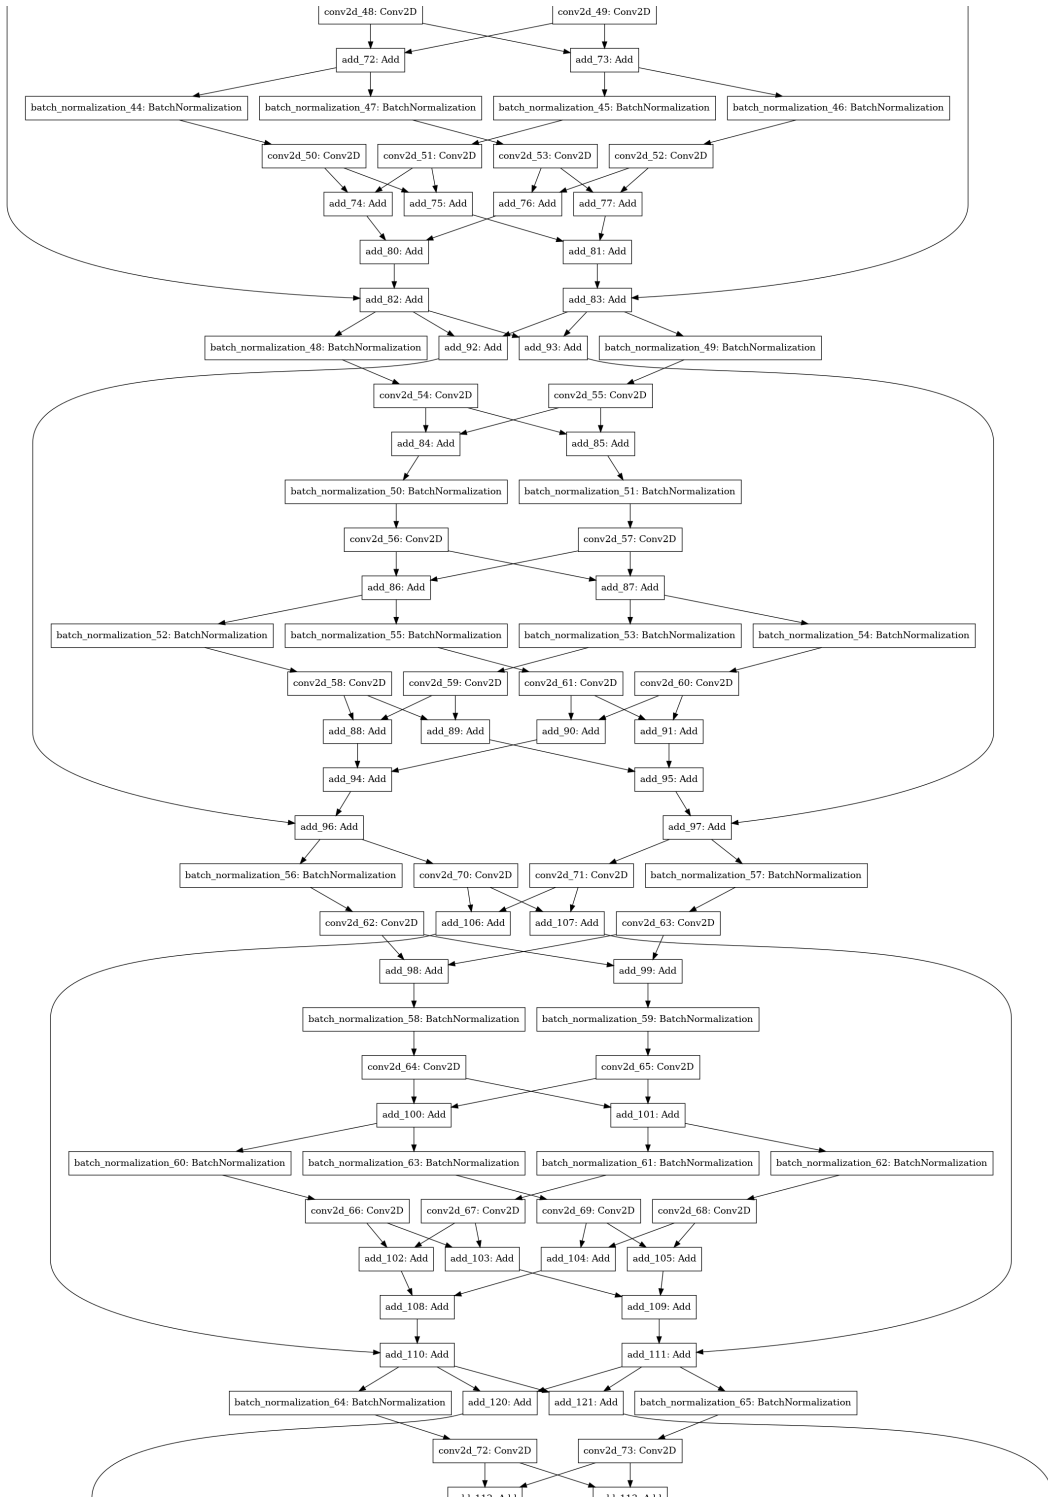 conv2d_48: Conv2D
conv2d_49: Conv2D
add_72: Add
add_73: Add
batch_normalization_44: BatchNormalization
batch_normalization_47: BatchNormalization
batch_normalization_45: BatchNormalization
batch_normalization_46: BatchNormalization
conv2d_50: Conv2D
conv2d_51: Conv2D
conv2d_53: Conv2D
conv2d_52: Conv2D
add_74: Add
add_75: Add
add_76: Add
add_77: Add
add_80: Add
add_81: Add
add_82: Add
add_83: Add
batch_normalization_48: BatchNormalization
add_92: Add
add_93: Add
batch_normalization_49: BatchNormalization
conv2d_54: Conv2D
conv2d_55: Conv2D
add_84: Add
add_85: Add
batch_normalization_50: BatchNormalization
batch_normalization_51: BatchNormalization
conv2d_56: Conv2D
conv2d_57: Conv2D
add_86: Add
add_87: Add
batch_normalization_52: BatchNormalization
batch_normalization_55: BatchNormalization
batch_normalization_53: BatchNormalization
batch_normalization_54: BatchNormalization
conv2d_58: Conv2D
conv2d_59: Conv2D
conv2d_61: Conv2D
conv2d_60: Conv2D
add_88: Add
add_89: Add
add_90: Add
add_91: Add
add_94: Add
add_95: Add
add_96: Add
add_97: Add
batch_normalization_56: BatchNormalization
conv2d_70: Conv2D
conv2d_71: Conv2D
batch_normalization_57: BatchNormalization
conv2d_62: Conv2D
add_106: Add
add_107: Add
conv2d_63: Conv2D
add_98: Add
add_99: Add
batch_normalization_58: BatchNormalization
batch_normalization_59: BatchNormalization
conv2d_64: Conv2D
conv2d_65: Conv2D
add_100: Add
add_101: Add
batch_normalization_60: BatchNormalization
batch_normalization_63: BatchNormalization
batch_normalization_61: BatchNormalization
batch_normalization_62: BatchNormalization
conv2d_66: Conv2D
conv2d_67: Conv2D
conv2d_69: Conv2D
conv2d_68: Conv2D
add_102: Add
add_103: Add
add_104: Add
add_105: Add
add_108: Add
add_109: Add
add_110: Add
add_111: Add
batch_normalization_64: BatchNormalization
add_120: Add
add_121: Add
batch_normalization_65: BatchNormalization
conv2d_72: Conv2D
conv2d_73: Conv2D